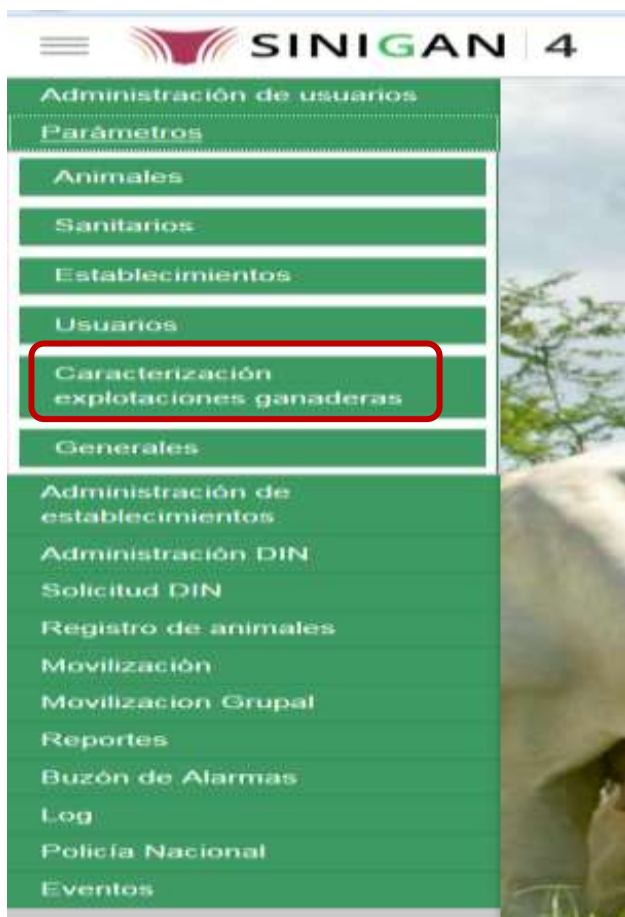 SINIGAN 4
Administración de usuarios
Parámetros
Animales
Sanitarios
Establecimientos
Usuarios
Caracterización
explotaciones ganaderas
Generales
Administración de
establecimientos
Administración DIN
Solicitud DIN
Registro de animales
Movilización
Movilizacion Grupal
Reportes
Buzón de Alarmas
Log
Policía Nacional
Eventos